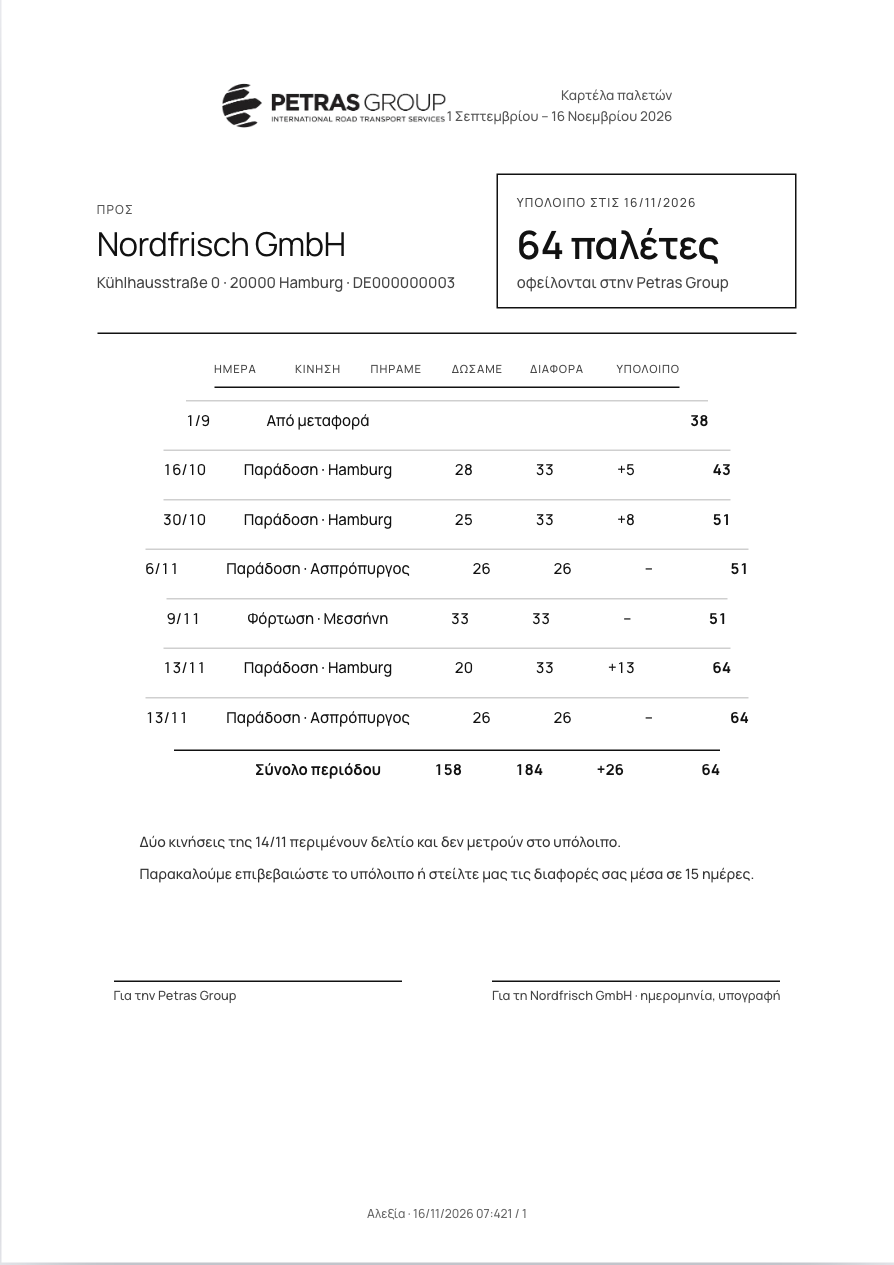 PETRAS GROUP
INTERNATIONAL ROAD TRANSPORT SERVICES
Καρτέλα παλετών
1 Σεπτεμβρίου – 16 Νοεμβρίου 2026
ΠΡΟΣ
Nordfrisch GmbH
Kühlhausstraße 0 · 20000 Hamburg · DE000000003
ΥΠΟΛΟΙΠΟ ΣΤΙΣ 16/11/2026
64 παλέτες
οφείλονται στην Petras Group
ΗΜΕΡΑ ΚΙΝΗΣΗ ΠΗΡΑΜΕ ΔΩΣΑΜΕ ΔΙΑΦΟΡΑ ΥΠΟΛΟΙΠΟ
1/9 Από μεταφορά 38
16/10 Παράδοση · Hamburg 28 33 +5 43
30/10 Παράδοση · Hamburg 25 33 +8 51
6/11 Παράδοση · Ασπρόπυργος 26 26 – 51
9/11 Φόρτωση · Μεσσήνη 33 33 – 51
13/11 Παράδοση · Hamburg 20 33 +13 64
13/11 Παράδοση · Ασπρόπυργος 26 26 – 64
Σύνολο περιόδου 158 184 +26 64
Δύο κινήσεις της 14/11 περιμένουν δελτίο και δεν μετρούν στο υπόλοιπο.
Παρακαλούμε επιβεβαιώστε το υπόλοιπο ή στείλτε μας τις διαφορές σας μέσα σε 15 ημέρες.
Για την Petras Group
Για τη Nordfrisch GmbH · ημερομηνία, υπογραφή
Αλεξία · 16/11/2026 07:421 / 1